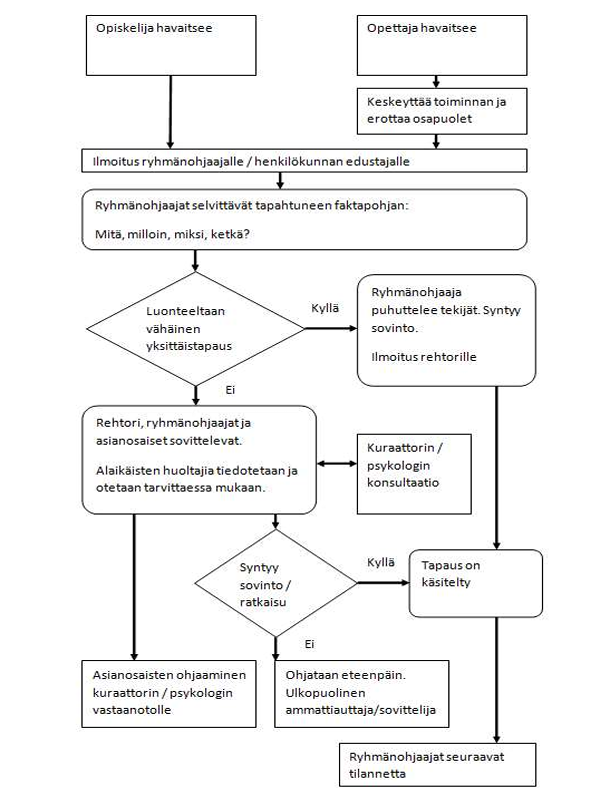 Opiskelija havaitsee
Opettaja havaitsee
Keskeyttää toiminnan ja
erottaa osapuolet
Ilmoitus ryhmänohjaajalle / henkilökunnan edustajalle
Ryhmänohjaajat selvittävät tapahtuneen faktapohjan:
Mitä, milloin, miksi, ketkä?
Luonteeltaan
vähäinen
yksittäistapaus
Kyllä
Ryhmänohjaaja
puhuttelee tekijät. Syntyy
sovinto.
Ilmoitus rehtorille
Ei
Rehtori, ryhmänohjaajat ja
asianosaiset sovittelevat.
Alaikäisten huoltajia tiedotetaan ja
otetaan tarvittaessa mukaan.
Kuraattorin /
psykologin
konsultaatio
Syntyy
sovinto /
ratkaisu
Kyllä
Tapaus on
käsitelty
Ei
Asianosaisten ohjaaminen
kuraattorin / psykologin
vastaanotolle
Ohjataan eteenpäin.
Ulkopuolinen
ammattiauttaja/sovittelija
Ryhmänohjaajat seuraavat
tilannetta